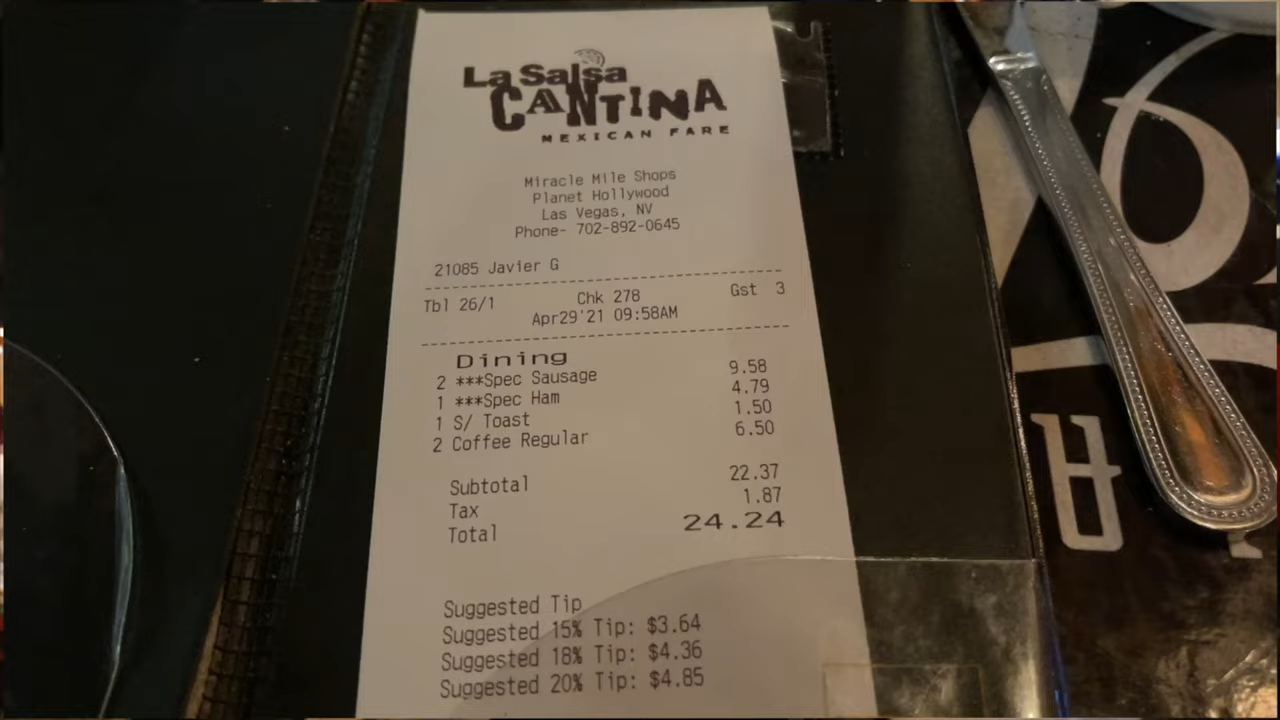 La Salsa
CANTINA
MEXICAN FARE
Miracle Mile Shops
Planet Hollywood
Las Vegas, NV
Phone- 702-892-0645
21085 Javier G
Tbl 26/1 Chk 278 Gst 3
Apr29'21 09:58AM
Dining
2 ***Spec Sausage 9.58
1 ***Spec Ham 4.79
1 S/ Toast 1.50
2 Coffee Regular 6.50
Subtotal 22.37
Tax 1.87
Total 24.24
Suggested Tip
Suggested 15% Tip: $3.64
Suggested 18% Tip: $4.36
Suggested 20% Tip: $4.85